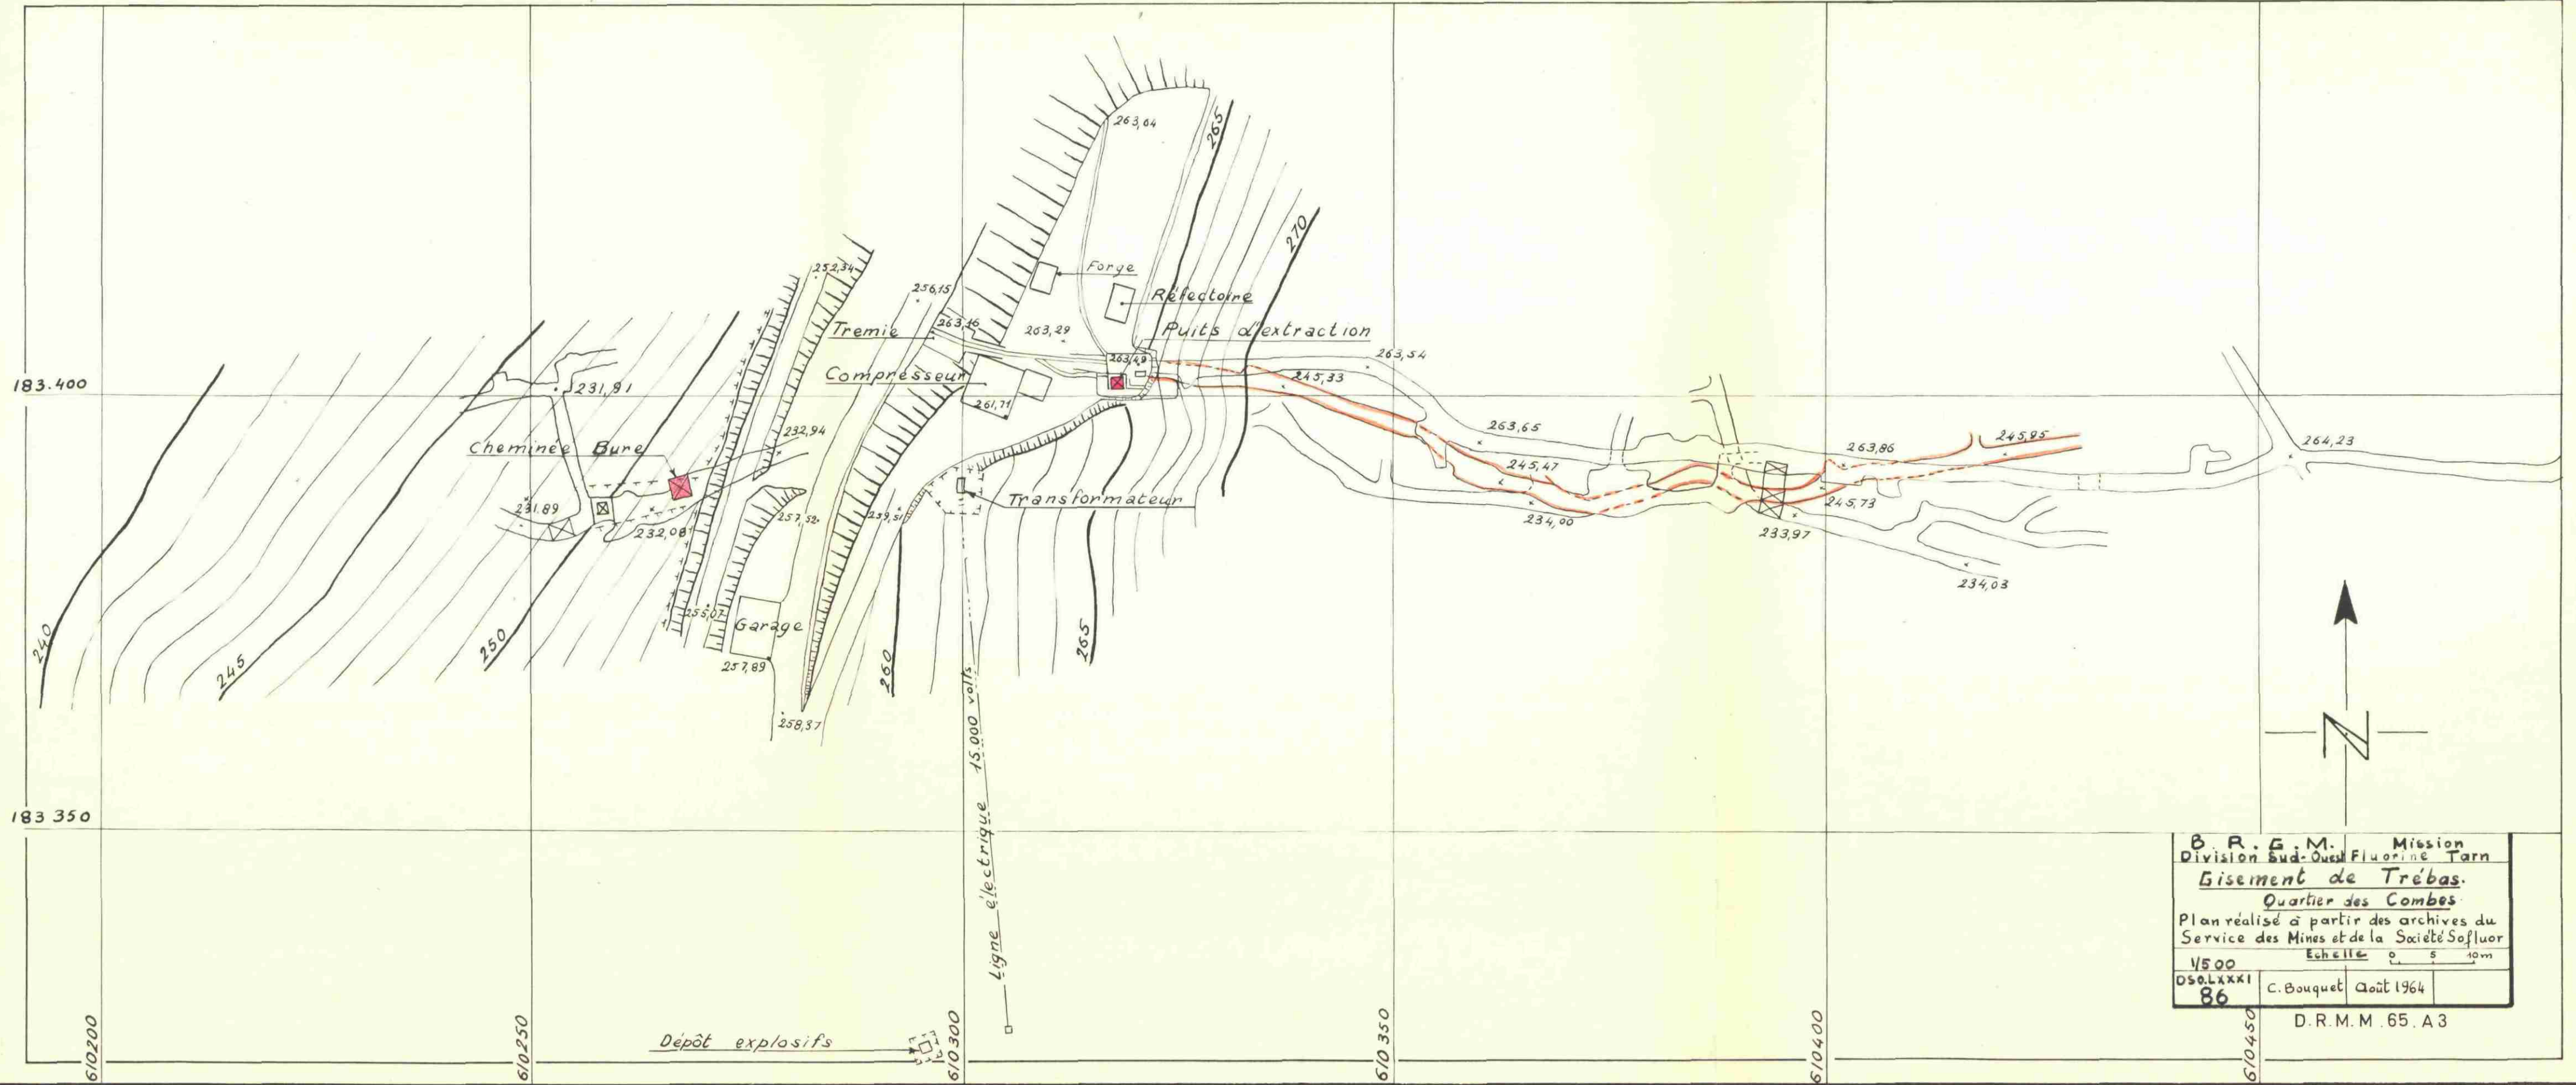 263,64
265
270
252,34
256,15
Forge
Réfectoire
Tremie
263,16
263,29
Puits d'extraction
263,49
263,54
Compresseur
245,33
261,71
183.400
231,91
232,94
263,65
263,86
245,95
264,23
Cheminée Bure
245,47
Transformateur
231,89
232,08
257,52
259,51
234,00
245,73
233,97
234,03
255,07
Garage
257,89
240
245
250
260
265
258,37
Ligne électrique 15.000 volts
N
183 350
B. R. G. M. Mission
Division Sud-Ouest Fluorine Tarn
Gisement de Trébas.
Quartier des Combes
Plan réalisé à partir des archives du
Service des Mines et de la Société Sofluor
Echelle 0 5 10m
1/500
DSO.LXXXI
86
C. Bouquet Août 1964
D.R.M.M.65.A3
Dépôt explosifs
610200
610250
610300
610350
610400
610450